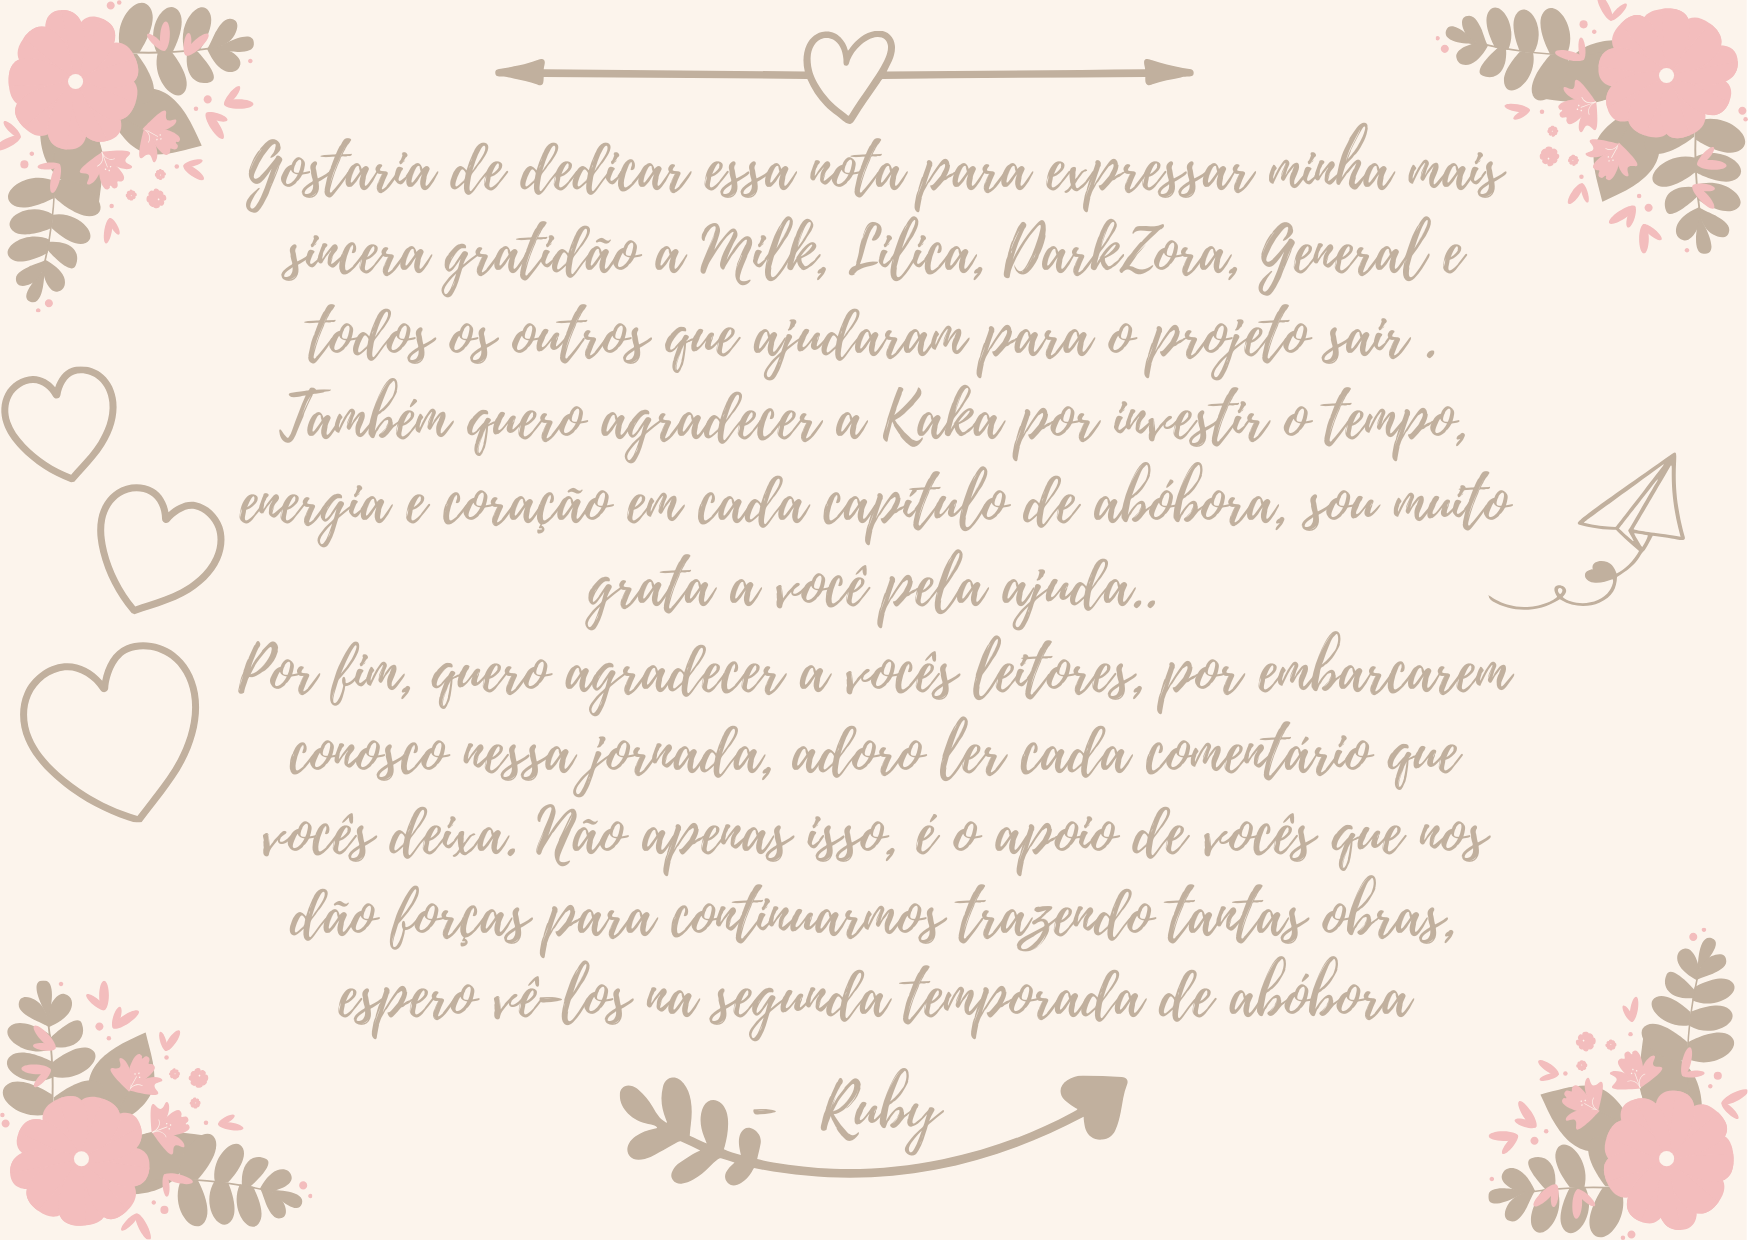 Gostaria de dedicar essa nota para expressar minha mais
sincera gratidão a Milk, Lilica, DarkZora, General e
todos os outros que ajudaram para o projeto sair .
Também quero agradecer a Kaka por investir o tempo,
energia e coração em cada capítulo de abóbora, sou muito
grata a você pela ajuda..
Por fim, quero agradecer a vocês leitores, por embarcarem
conosco nessa jornada, adoro ler cada comentário que
vocês deixa. Não apenas isso, é o apoio de vocês que nos
dão forças para continuarmos trazendo tantas obras,
espero vê-los na segunda temporada de abóbora
- Ruby